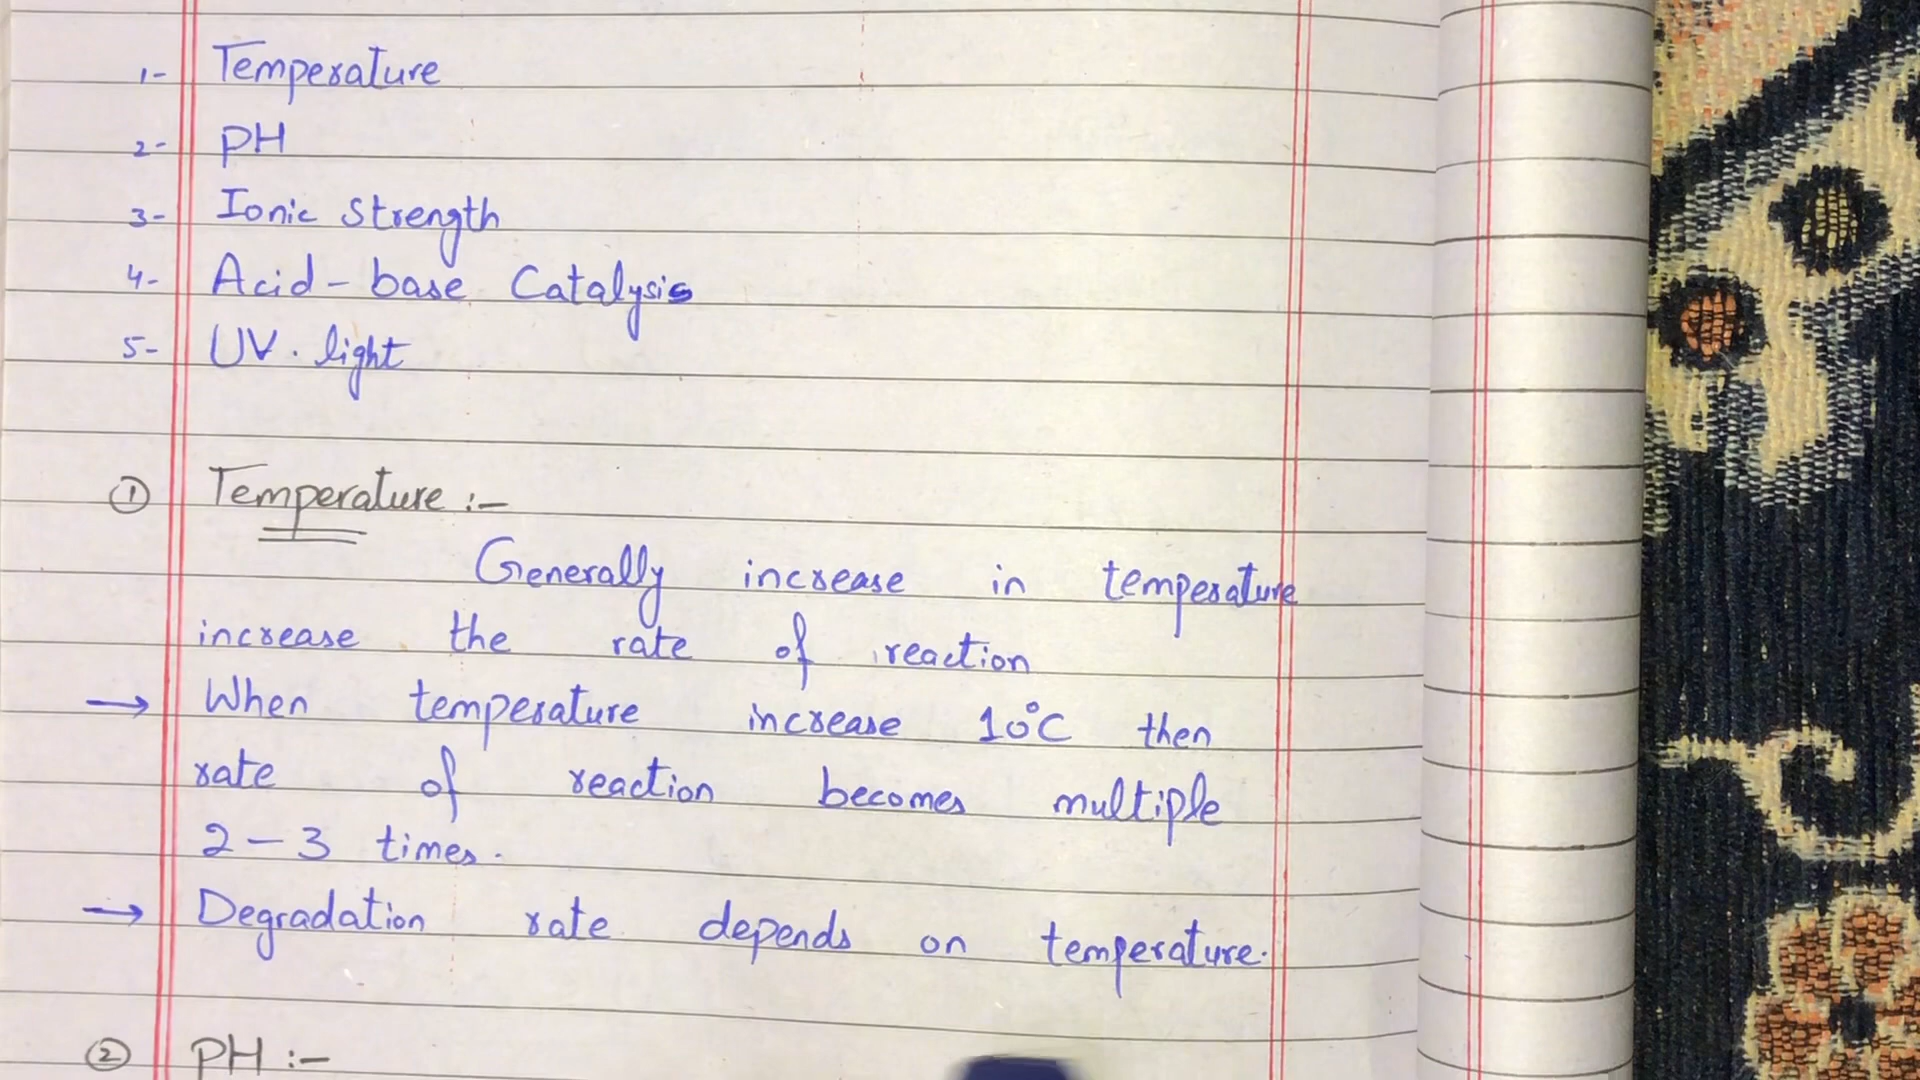 1- Temperature
2- PH
3- Ionic Strength
4- Acid-base Catalysis
5- UV. light
① Temperature :-
Generally increase in temperature
increase the rate of reaction
→ When temperature increase 10°C then
rate of reaction becomes multiple
2-3 times.
→ Degradation rate depends on temperature.
② PH :-